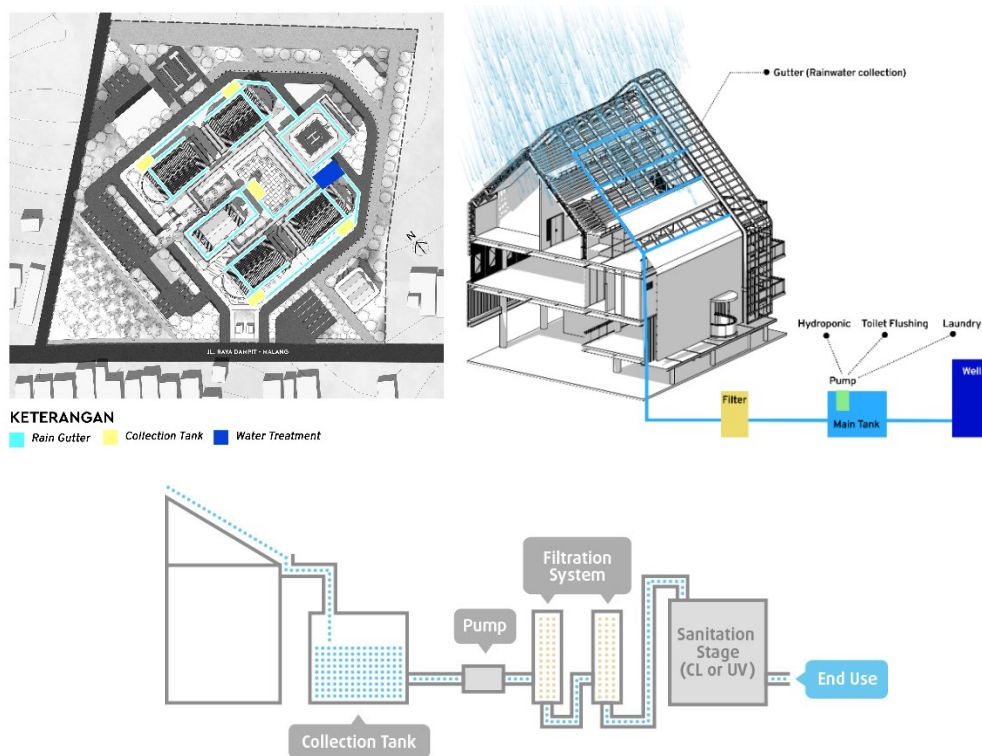 H
N
JL. RAYA DAMPIT - MALANG
KETERANGAN
Rain Gutter
Collection Tank
Water Treatment
Gutter (Rainwater collection)
Hydroponic
Toilet Flushing
Laundry
Pump
Filter
Main Tank
Well
Filtration
System
Pump
Sanitation
Stage
(CL or UV)
End Use
Collection Tank